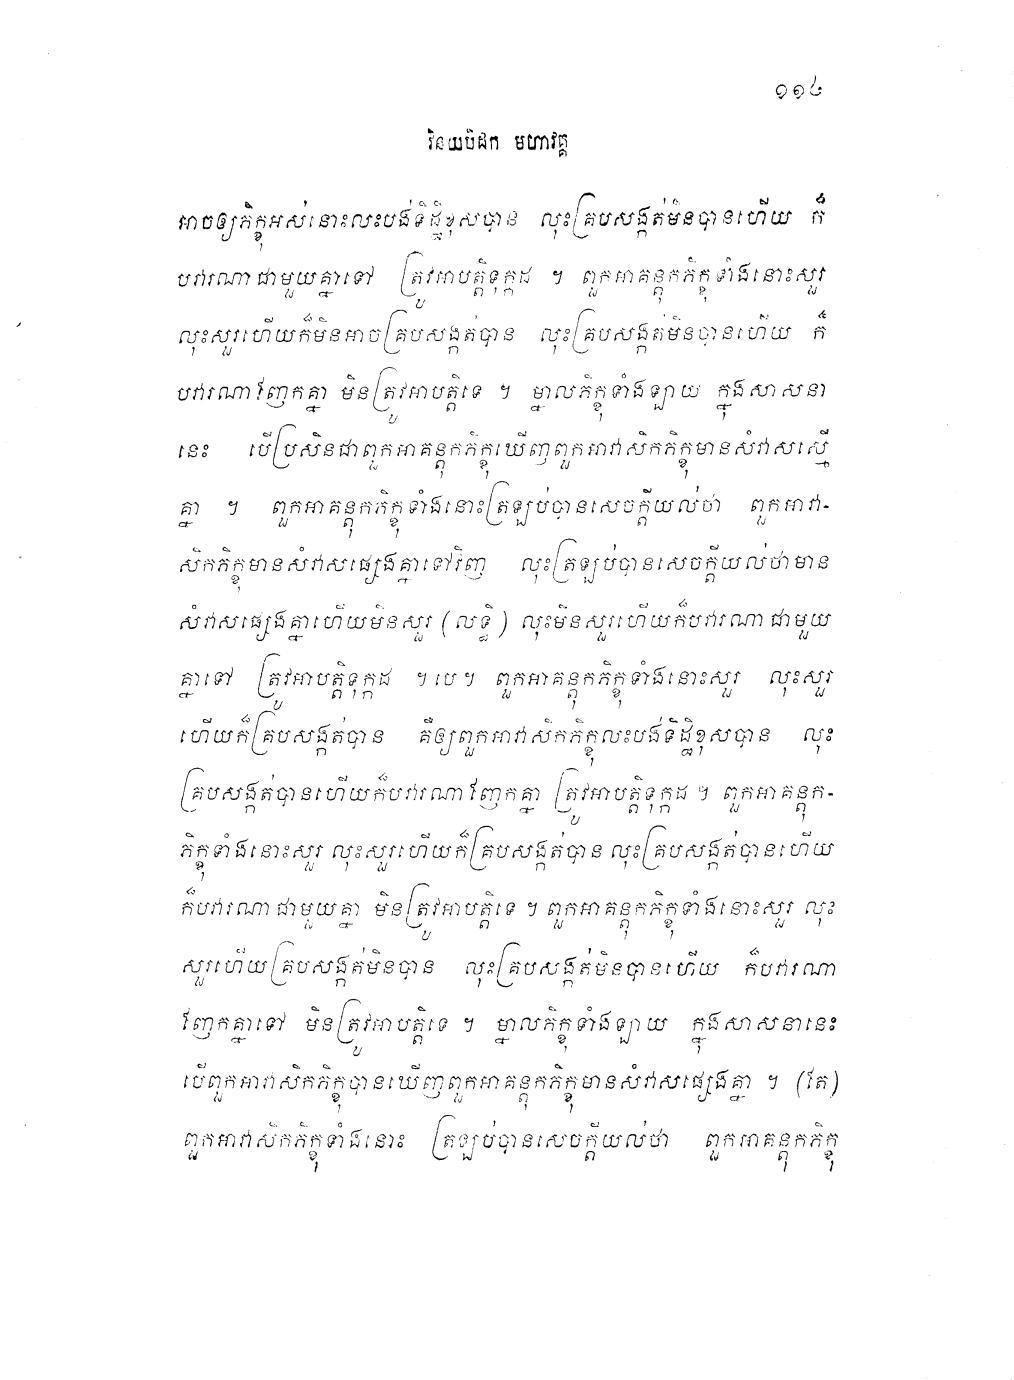 ១១៤
វិនយបិដក មហាវគ្គ
អាចឲ្យភិក្ខុអស់នោះលះបង់ទិដ្ឋិខុសបាន លុះគ្របសង្កត់មិនបានហើយ ក៏
បវារណាជាមួយគ្នាទៅ ត្រូវអាបត្តិទុក្កដ ។ ពួកអាគន្តុកភិក្ខុទាំងនោះសួរ
លុះសួរហើយក៏មិនអាចគ្របសង្កត់បាន លុះគ្របសង្កត់មិនបានហើយ ក៏
បវារណាវិញែកគ្នា មិនត្រូវអាបត្តិទេ ។ ម្នាលភិក្ខុទាំងឡាយ ក្នុងសាសនា
នេះ បើប្រសិនជាពួកអាគន្តុកភិក្ខុឃើញពួកអាវាសិកភិក្ខុមានសំវាសស្មើ
គ្នា ។ ពួកអាគន្តុកភិក្ខុទាំងនោះត្រឡប់បានសេចក្តីយល់ថា ពួកអាវា-
សិកភិក្ខុមានសំវាសផ្សេងគ្នាទៅវិញ លុះត្រឡប់បានសេចក្តីយល់ថាមាន
សំវាសផ្សេងគ្នាហើយមិនសួរ (លទ្ធិ) លុះមិនសួរហើយក៏បវារណាជាមួយ
គ្នាទៅ ត្រូវអាបត្តិទុក្កដ ។បេ។ ពួកអាគន្តុកភិក្ខុទាំងនោះសួរ លុះសួរ
ហើយក៏គ្របសង្កត់បាន គឺឲ្យពួកអាវាសិកភិក្ខុលះបង់ទិដ្ឋិខុសបាន លុះ
គ្របសង្កត់បានហើយក៏បវារណាវិញែកគ្នា ត្រូវអាបត្តិទុក្កដ ។ ពួកអាគន្តុក-
ភិក្ខុទាំងនោះសួរ លុះសួរហើយក៏គ្របសង្កត់បាន លុះគ្របសង្កត់បានហើយ
ក៏បវារណាជាមួយគ្នា មិនត្រូវអាបត្តិទេ ។ ពួកអាគន្តុកភិក្ខុទាំងនោះសួរ លុះ
សួរហើយគ្របសង្កត់មិនបាន លុះគ្របសង្កត់មិនបានហើយ ក៏បវារណា
វិញែកគ្នាទៅ មិនត្រូវអាបត្តិទេ ។ ម្នាលភិក្ខុទាំងឡាយ ក្នុងសាសនានេះ
បើពួកអាវាសិកភិក្ខុបានឃើញពួកអាគន្តុកភិក្ខុមានសំវាសផ្សេងគ្នា ។ (តែ)
ពួកអាវាសិកភិក្ខុទាំងនោះ ត្រឡប់បានសេចក្តីយល់ថា ពួកអាគន្តុកភិក្ខុ